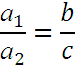 a₁/a₂ = b/c